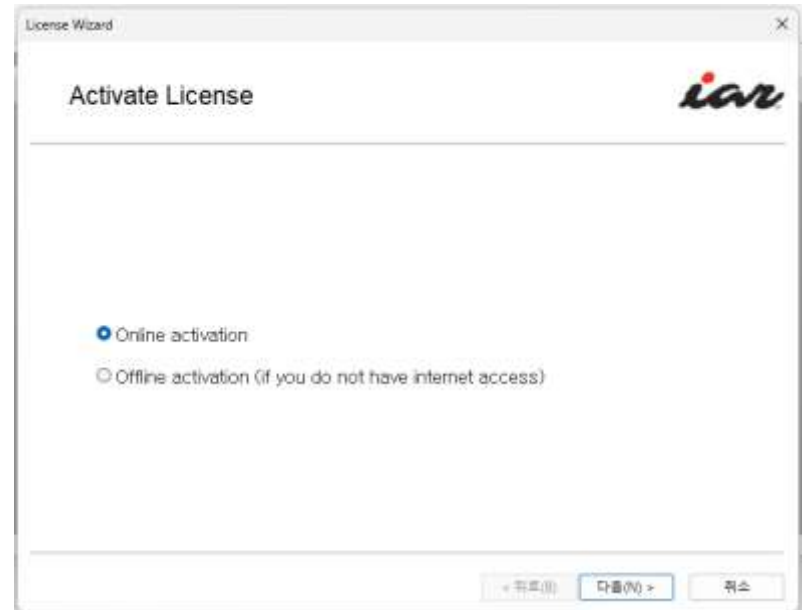 License Wizard
Activate License
iar
Online activation
Offline activation (if you do not have internet access)
< 뒤로(B) 다음(N) > 취소